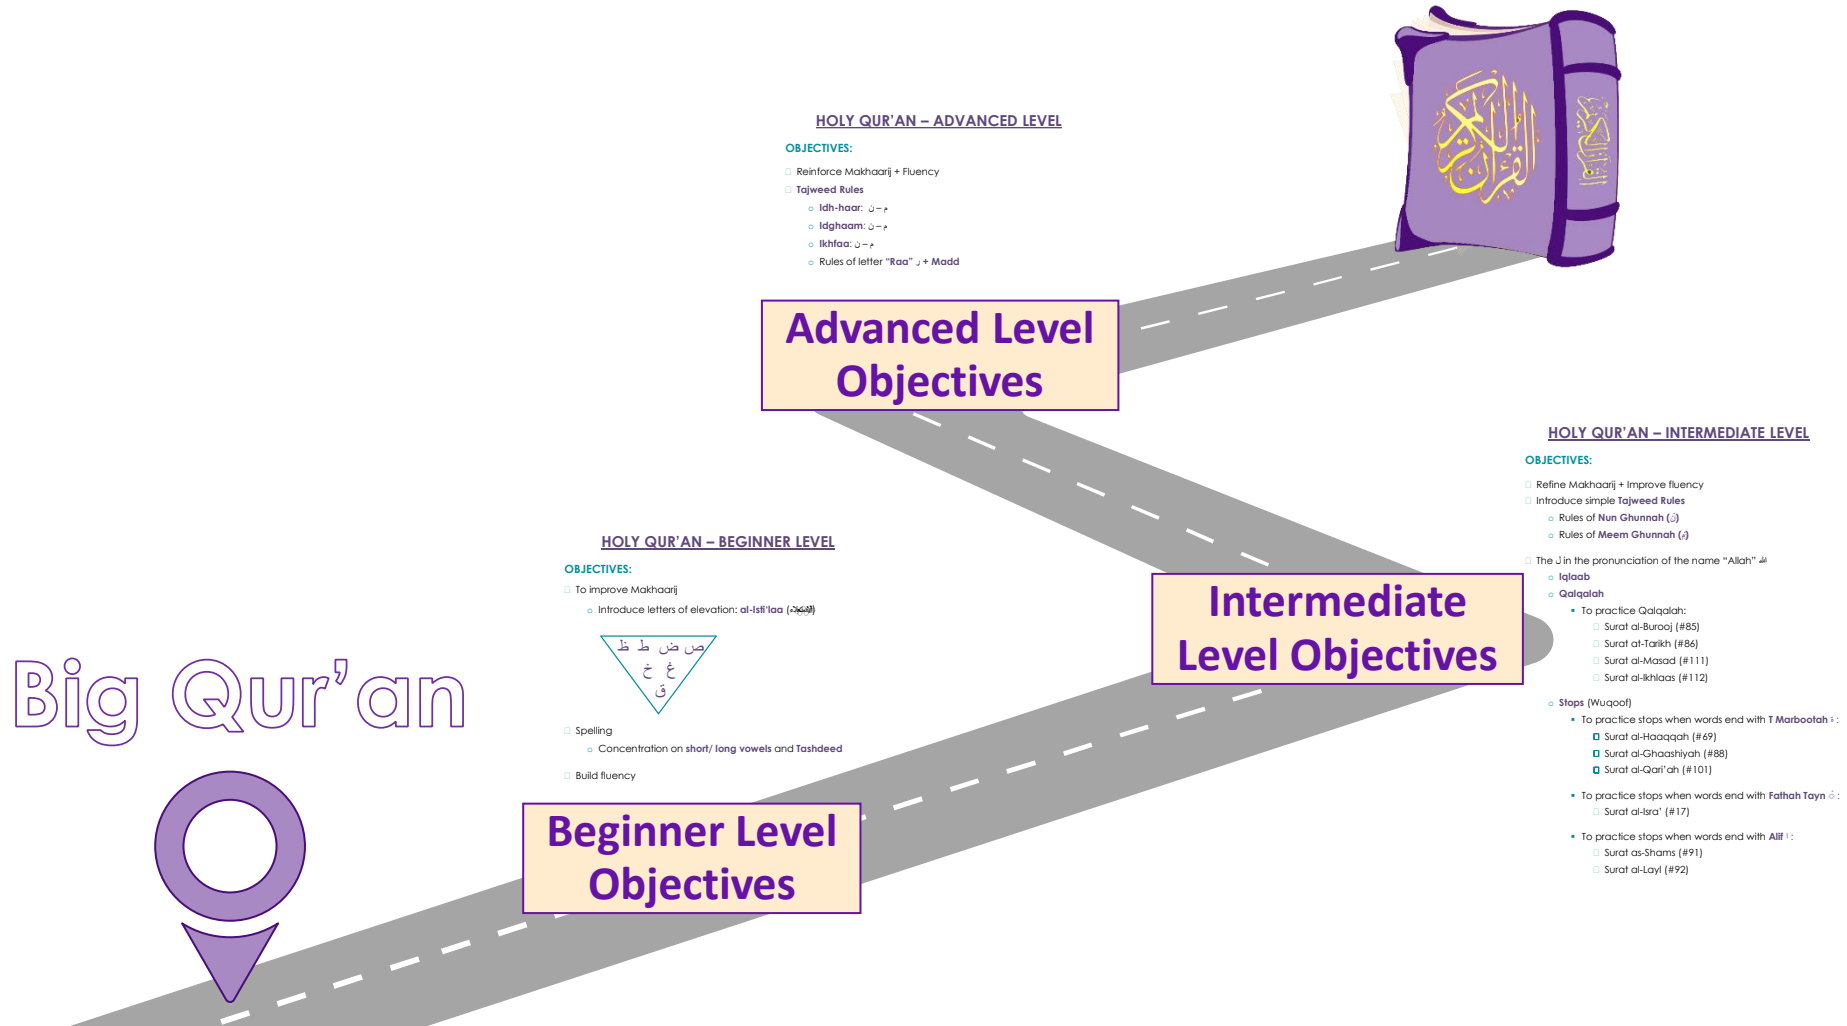 القرآن الكريم
القرآن الكريم
HOLY QUR’AN – ADVANCED LEVEL
OBJECTIVES:
Reinforce Makhaarij + Fluency
Tajweed Rules
Idh-haar: م – ن
Idghaam: م – ن
Ikhfaa: م – ن
Rules of letter “Raa” ر + Madd
Advanced Level
Objectives
HOLY QUR’AN – INTERMEDIATE LEVEL
OBJECTIVES:
Refine Makhaarij + Improve fluency
Introduce simple Tajweed Rules
Rules of Nun Ghunnah (نّ)
Rules of Meem Ghunnah (مّ)
The ل in the pronunciation of the name “Allah” الله
Iqlaab
Qalqalah
To practice Qalqalah:
Surat al-Burooj (#85)
Surat at-Tarikh (#86)
Surat al-Masad (#111)
Surat al-Ikhlaas (#112)
Stops (Wuqoof)
To practice stops when words end with T Marbootah ة :
Surat al-Haaqqah (#69)
Surat al-Ghaashiyah (#88)
Surat al-Qari’ah (#101)
To practice stops when words end with Fathah Tayn :
Surat al-Isra’ (#17)
To practice stops when words end with Alif ا :
Surat as-Shams (#91)
Surat al-Layl (#92)
Intermediate
Level Objectives
HOLY QUR’AN – BEGINNER LEVEL
OBJECTIVES:
To improve Makhaarij
Introduce letters of elevation: al-Isti’laa
ص ض ط ظ
غ خ
ق
Spelling
Concentration on short/ long vowels and Tashdeed
Build fluency
Beginner Level
Objectives
Big Qur’an